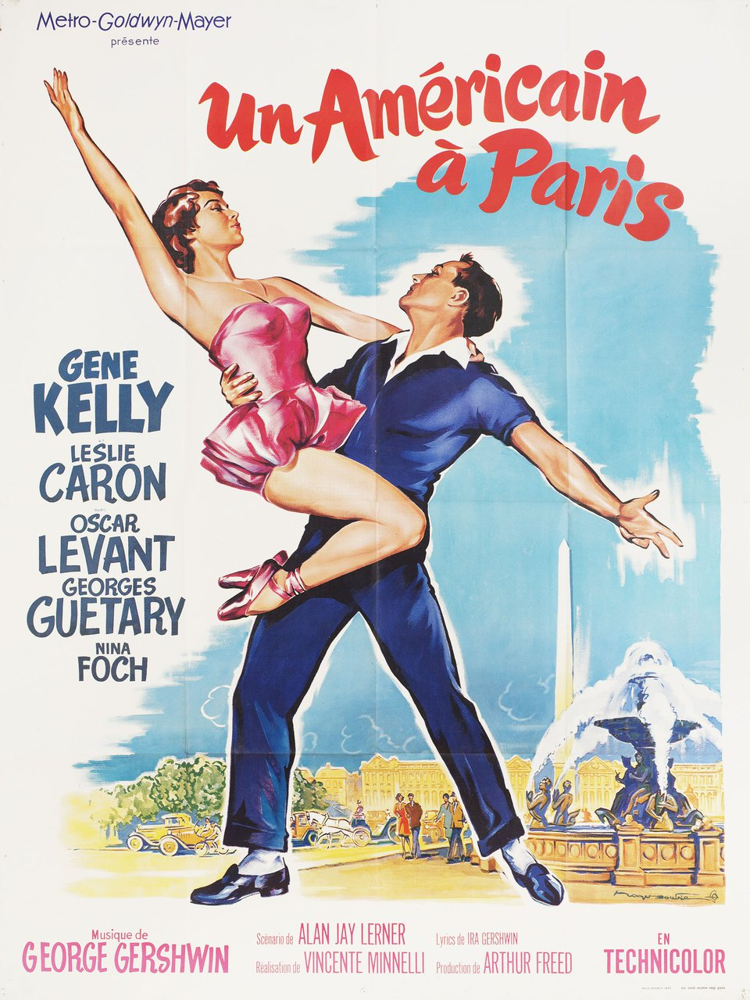 Metro-Goldwyn-Mayer
présente
Un Américain
à Paris
GENE
KELLY
LESLIE
CARON
avec
OSCAR
LEVANT
GEORGES
GUETARY
NINA
FOCH
Musique de
GEORGE GERSHWIN
Scénario de ALAN JAY LERNER
Réalisation de VINCENTE MINNELLI
Lyrics de IRA GERSHWIN
Production de ARTHUR FREED
EN
TECHNICOLOR